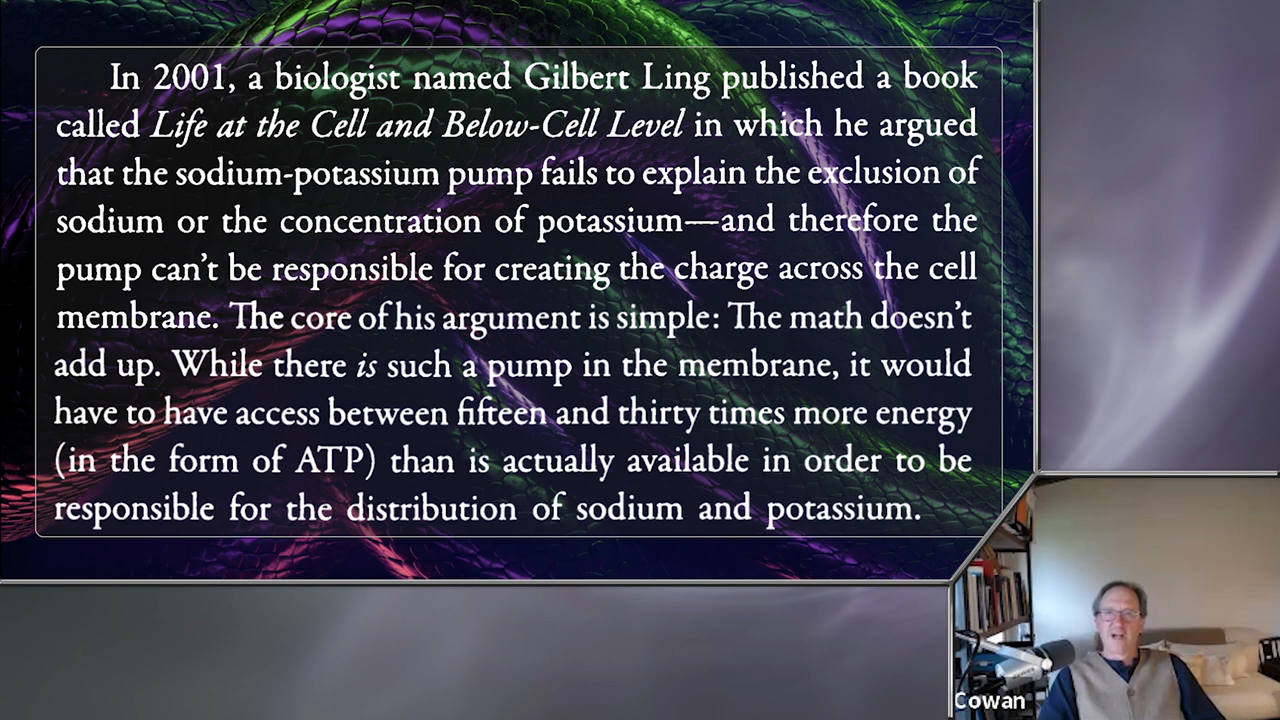 In 2001, a biologist named Gilbert Ling published a book
called Life at the Cell and Below-Cell Level in which he argued
that the sodium-potassium pump fails to explain the exclusion of
sodium or the concentration of potassium—and therefore the
pump can't be responsible for creating the charge across the cell
membrane. The core of his argument is simple: The math doesn't
add up. While there is such a pump in the membrane, it would
have to have access between fifteen and thirty times more energy
(in the form of ATP) than is actually available in order to be
responsible for the distribution of sodium and potassium.
Cowan